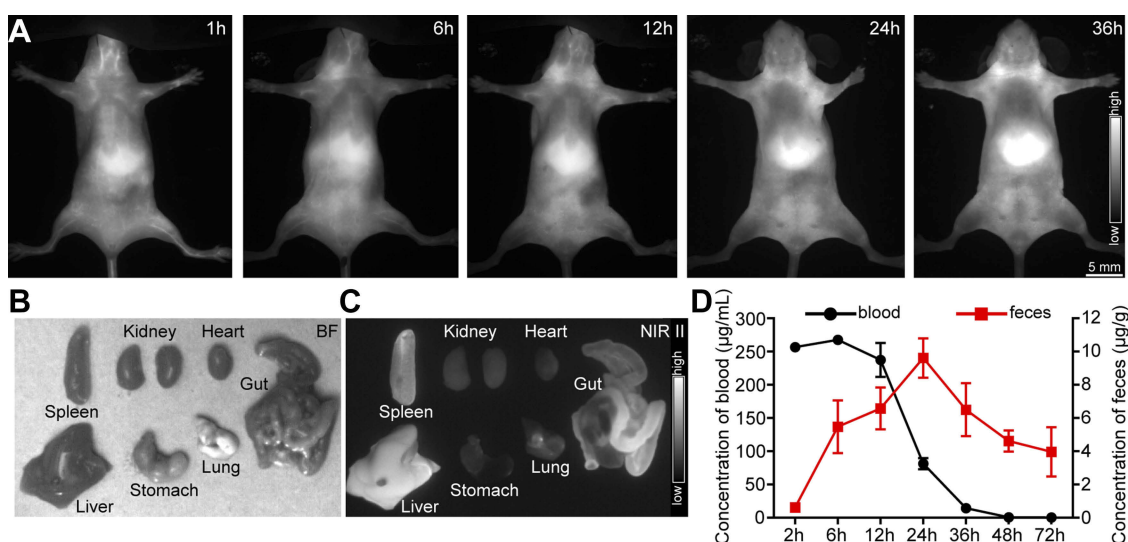 A
1h
6h
12h
24h
36h
high
low
5 mm
B
Kidney
Heart
BF
Spleen
Gut
Lung
Stomach
Liver
C
Kidney
Heart
NIR II
high
Gut
Spleen
Lung
Stomach
Liver
low
D
blood
feces
Concentration of blood (µg/mL)
300
250
200
150
100
50
0
12
10
8
6
4
2
0
Concentration of feces (µg/g)
2h 6h 12h 24h 36h 48h 72h